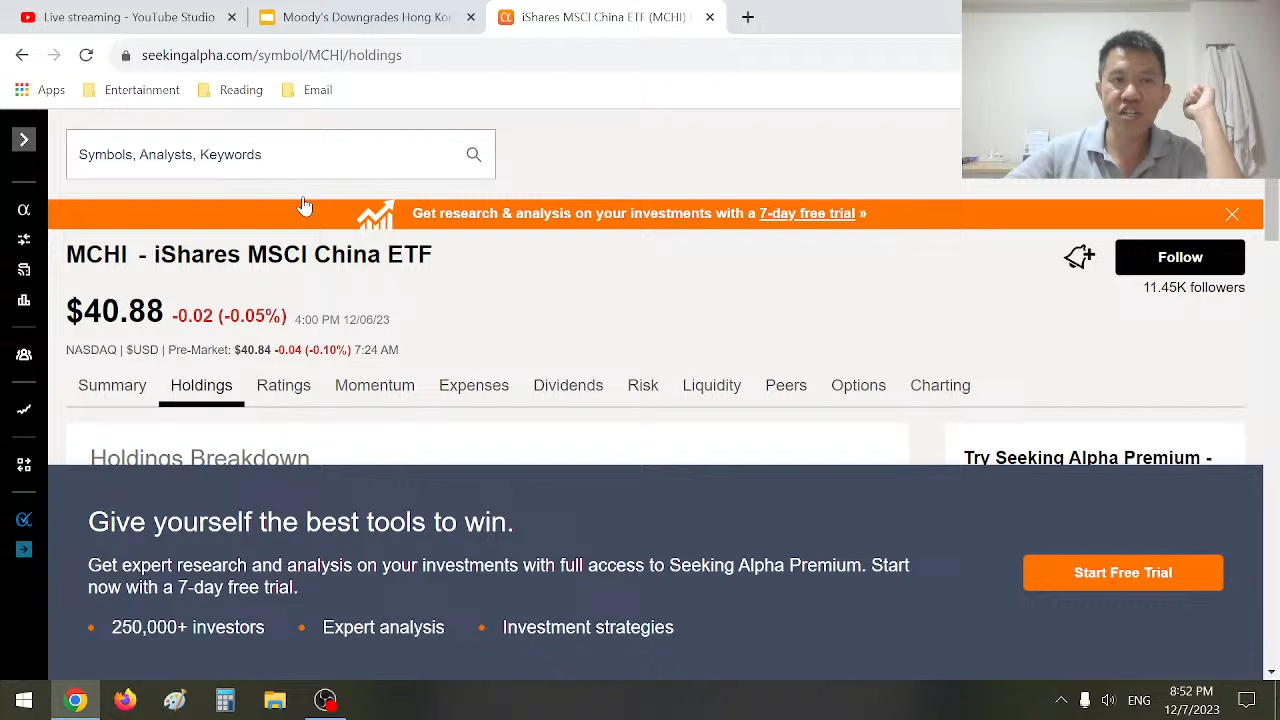 Live streaming - YouTube Studio
Moody's Downgrades Hong Ko
iShares MSCI China ETF (MCHI)
seekingalpha.com/symbol/MCHI/holdings
Apps
Entertainment
Reading
Email
Symbols, Analysts, Keywords
Get research & analysis on your investments with a 7-day free trial »
MCHI - iShares MSCI China ETF
Follow
11.45K followers
$40.88 -0.02 (-0.05%) 4:00 PM 12/06/23
NASDAQ | $USD | Pre-Market: $40.84 -0.04 (-0.10%) 7:24 AM
Summary Holdings Ratings Momentum Expenses Dividends Risk Liquidity Peers Options Charting
Holdings Breakdown
Try Seeking Alpha Premium -
Give yourself the best tools to win.
Get expert research and analysis on your investments with full access to Seeking Alpha Premium. Start
now with a 7-day free trial.
Start Free Trial
• 250,000+ investors • Expert analysis • Investment strategies
ENG
8:52 PM
12/7/2023